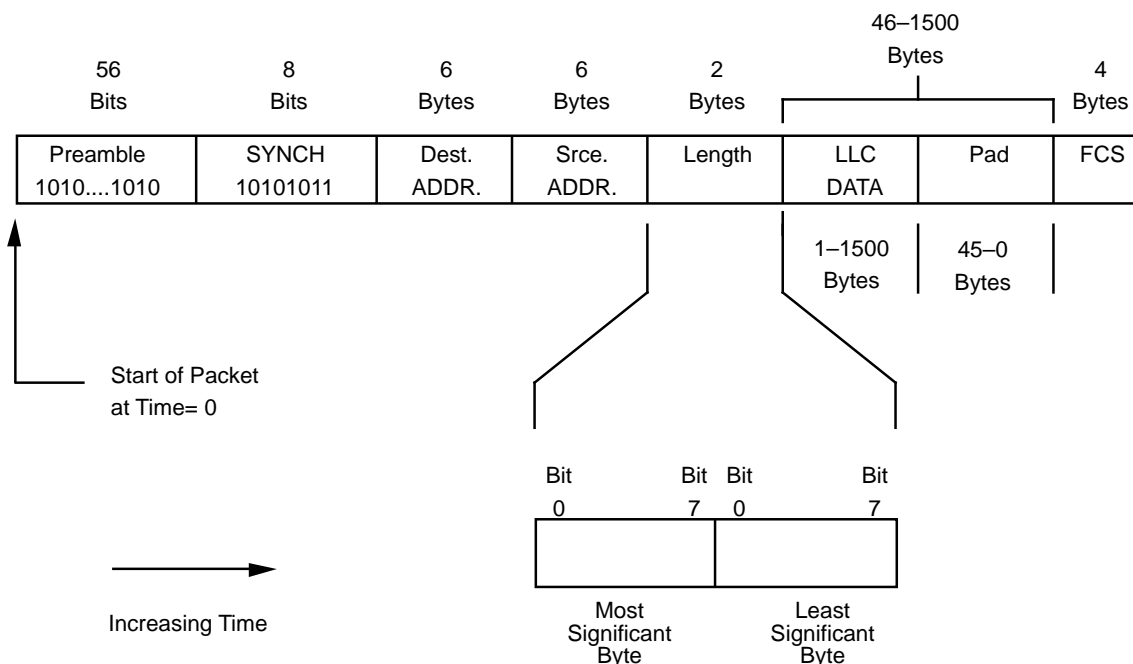 46–1500
Bytes
56
Bits
8
Bits
6
Bytes
6
Bytes
2
Bytes
4
Bytes
Preamble
1010....1010
SYNCH
10101011
Dest.
ADDR.
Srce.
ADDR.
Length
LLC
DATA
Pad
FCS
1–1500
Bytes
45–0
Bytes
Start of Packet
at Time= 0
Bit
0
Bit
7
Bit
0
Bit
7
Increasing Time
Most
Significant
Byte
Least
Significant
Byte